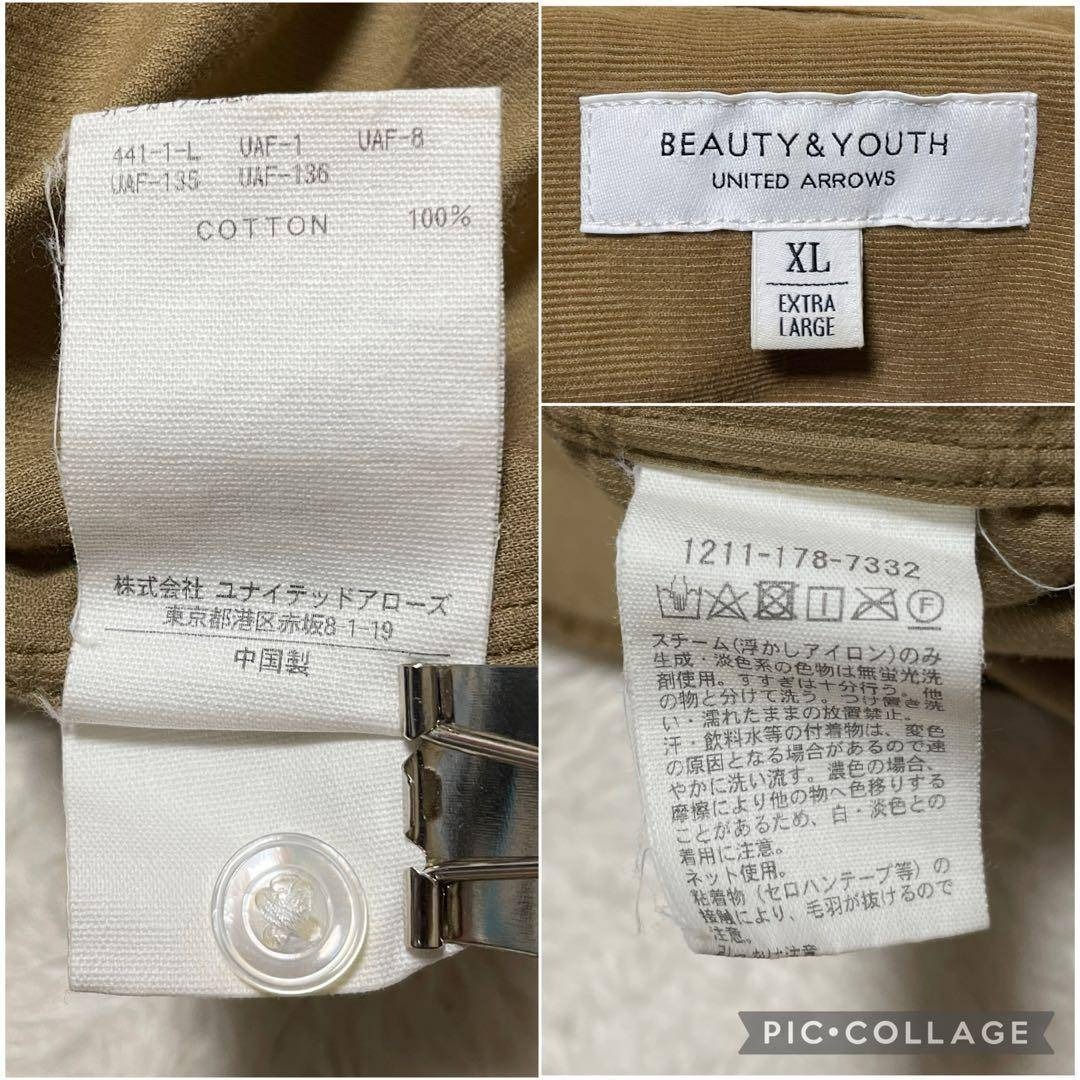 441-1-L UAF-1 UAF-8
UAF-135 UAF-136
COTTON 100%
株式会社 ユナイテッドアローズ
東京都港区赤坂8-1-19
中国製
BEAUTY&YOUTH
UNITED ARROWS
XL
EXTRA
LARGE
1211-178-7332
F
スチーム(浮かしアイロン)のみ
生成・淡色系の色物は無蛍光洗
剤使用。すすぎは十分行う。他
の物と分けて洗う。つけ置き洗
い・濡れたままの放置禁止。
汗・飲料水等の付着物は、変色
の原因となる場合があるので速
やかに洗い流す。濃色の場合、
摩擦により他の物へ色移りする
ことがあるため、白・淡色との
着用に注意。
ネット使用。
粘着物(セロハンテープ等)の
接触により、毛羽が抜けるので
注意。
PIC•COLLAGE